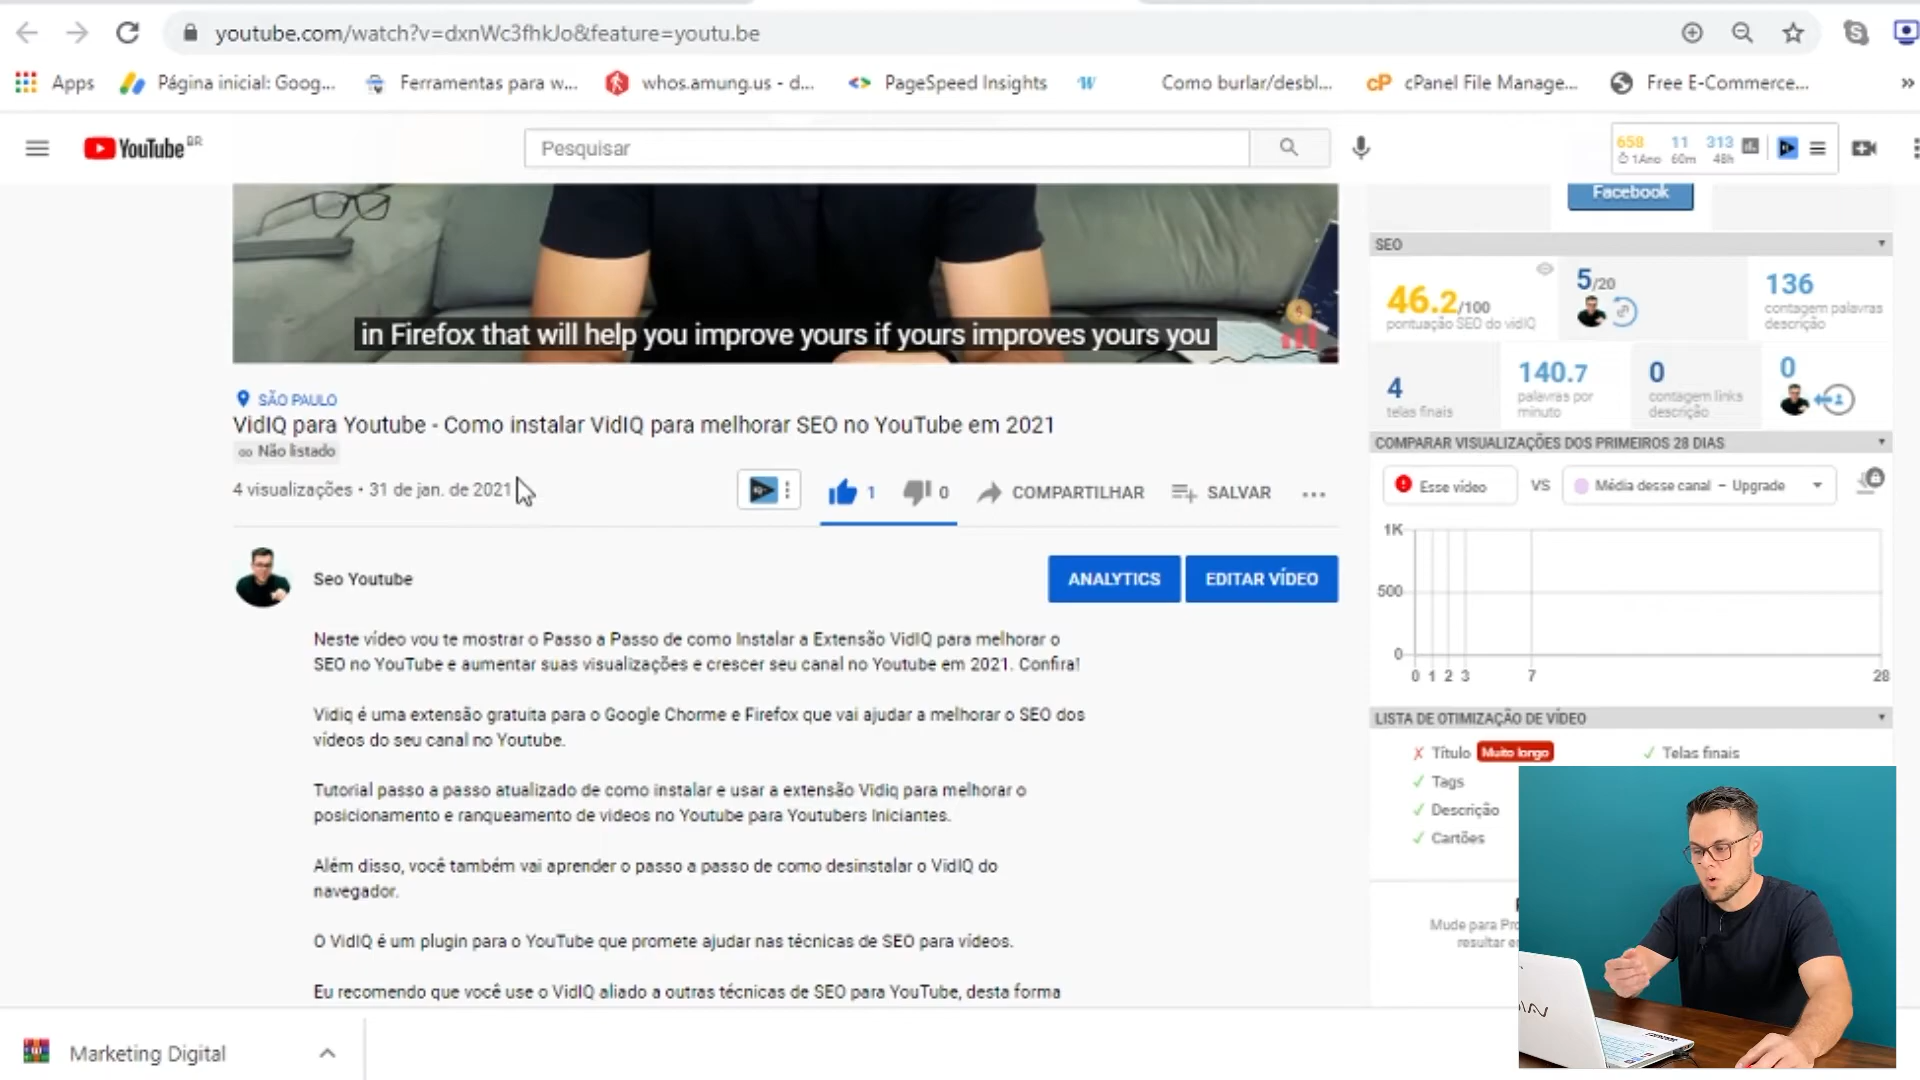 youtube.com/watch?v=dxnWc3fhkJo&feature=youtu.be
Apps
Página inicial: Goog...
Ferramentas para w...
whos.amung.us - d...
PageSpeed Insights
Como burlar/desbl...
cPanel File Manage...
Free E-Commerce...
»
YouTube BR
Pesquisar
658 11 313
1Ano 60m 48h
Facebook
in Firefox that will help you improve yours if yours improves yours you
SÃO PAULO
VidIQ para Youtube - Como instalar VidIQ para melhorar SEO no YouTube em 2021
Não listado
4 visualizações • 31 de jan. de 2021
1
0
COMPARTILHAR
SALVAR
Seo Youtube
ANALYTICS
EDITAR VÍDEO
Neste vídeo vou te mostrar o Passo a Passo de como Instalar a Extensão VidIQ para melhorar o
SEO no YouTube e aumentar suas visualizações e crescer seu canal no Youtube em 2021. Confira!
Vidiq é uma extensão gratuita para o Google Chorme e Firefox que vai ajudar a melhorar o SEO dos
vídeos do seu canal no Youtube.
Tutorial passo a passo atualizado de como instalar e usar a extensão Vidiq para melhorar o
posicionamento e ranqueamento de videos no Youtube para Youtubers Iniciantes.
Além disso, você também vai aprender o passo a passo de como desinstalar o VidIQ do
navegador.
O VidIQ é um plugin para o YouTube que promete ajudar nas técnicas de SEO para vídeos.
Eu recomendo que você use o VidIQ aliado a outras técnicas de SEO para YouTube, desta forma
SEO
46.2/100
pontuação SEO do vidIQ
5/20
136
contagem palavras
descrição
4
telas finais
140.7
palavras por
minuto
0
contagem links
descrição
0
COMPARAR VISUALIZAÇÕES DOS PRIMEIROS 28 DIAS
Esse vídeo
VS
Média desse canal – Upgrade
1K
500
0
0 1 2 3 7 28
LISTA DE OTIMIZAÇÃO DE VÍDEO
Título Muito longo
Telas finais
Tags
Descrição
Cartões
Mude para Pro
resultar e
Marketing Digital